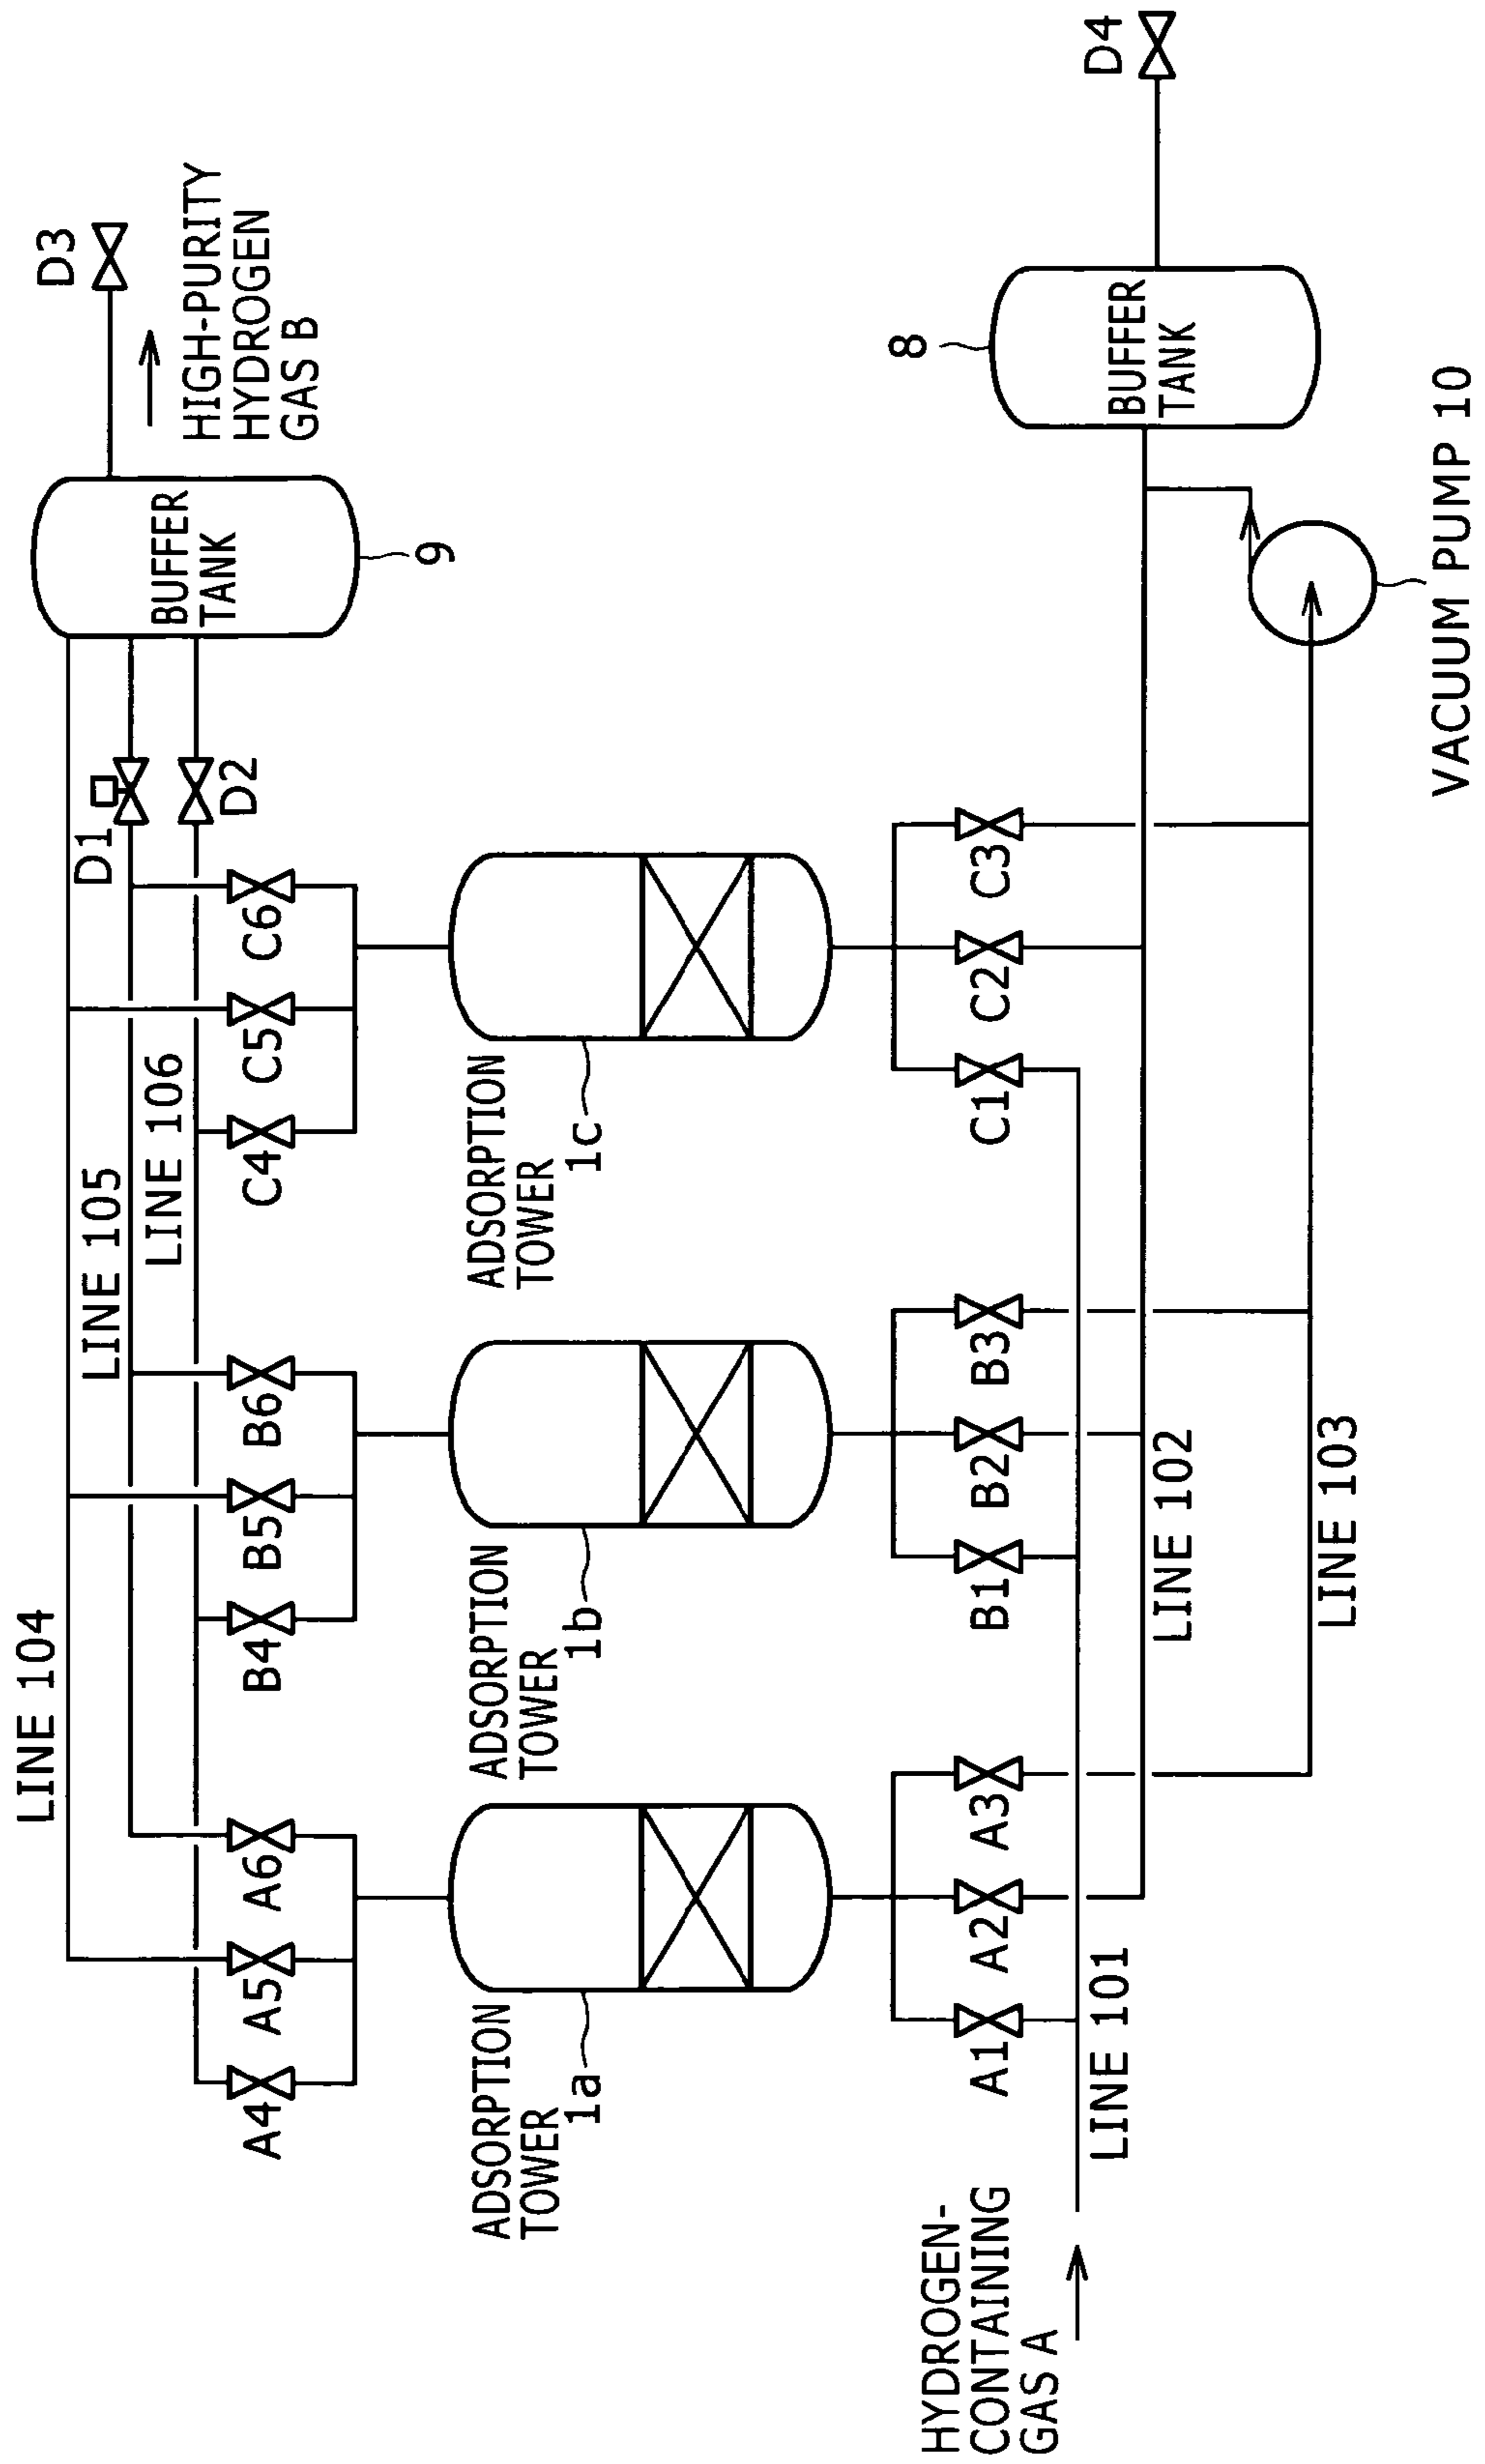 D3
HIGH-PURITY
HYDROGEN
GAS B
BUFFER
TANK
9
D1
D2
LINE 104
LINE 105
LINE 106
A4
A5
A6
B4
B5
B6
C4
C5
C6
ADSORPTION
TOWER
1a
ADSORPTION
TOWER
1b
ADSORPTION
TOWER
1c
D4
8
BUFFER
TANK
A1
A2
A3
B1
B2
B3
C1
C2
C3
HYDROGEN-
CONTAINING
GAS A
LINE 101
LINE 102
LINE 103
VACUUM PUMP 10